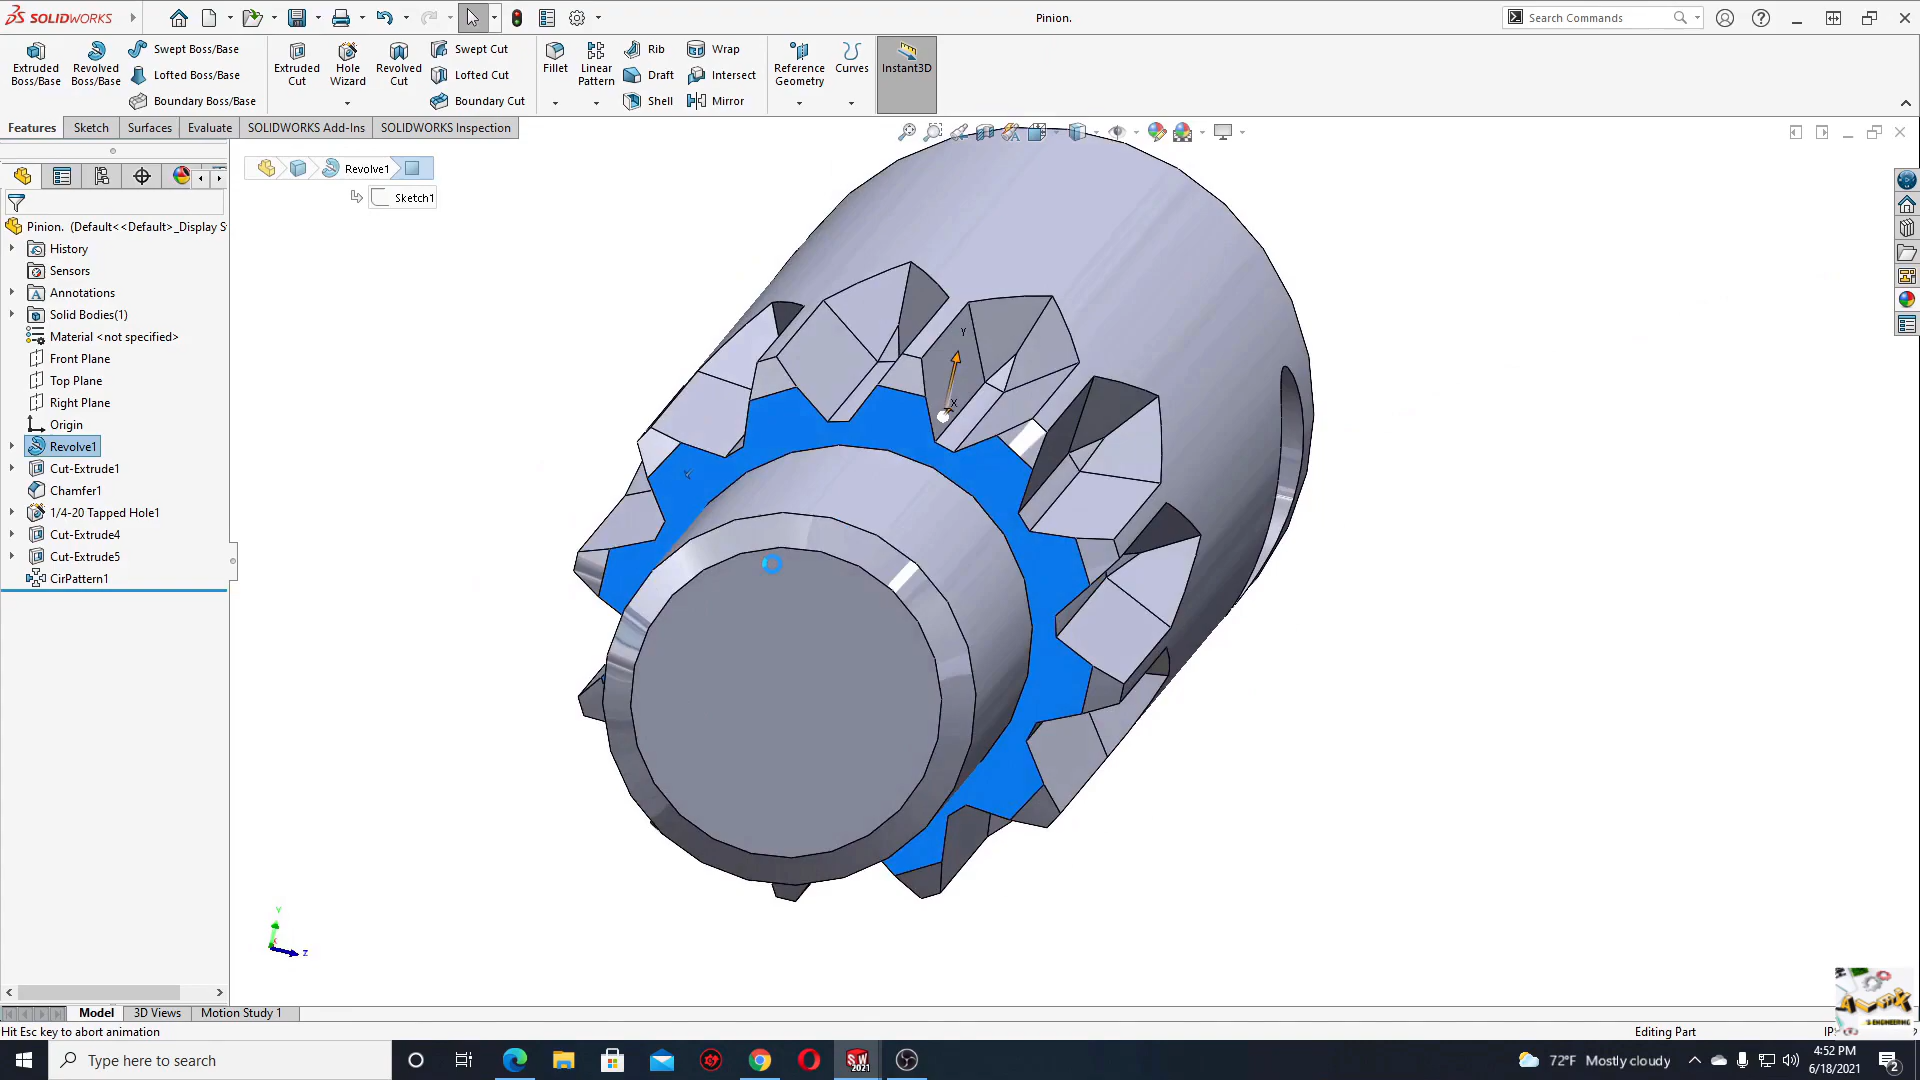 SOLIDWORKS
Pinion.
Search Commands
Extruded Boss/Base
Revolved Boss/Base
Swept Boss/Base
Lofted Boss/Base
Boundary Boss/Base
Extruded Cut
Hole Wizard
Revolved Cut
Swept Cut
Lofted Cut
Boundary Cut
Fillet
Linear Pattern
Rib
Draft
Shell
Wrap
Intersect
Mirror
Reference Geometry
Curves
Instant3D
Features
Sketch
Surfaces
Evaluate
SOLIDWORKS Add-Ins
SOLIDWORKS Inspection
Revolve1
Sketch1
Pinion. (Default<<Default>_Display S
History
Sensors
Annotations
Solid Bodies(1)
Material <not specified>
Front Plane
Top Plane
Right Plane
Origin
Revolve1
Cut-Extrude1
Chamfer1
1/4-20 Tapped Hole1
Cut-Extrude4
Cut-Extrude5
CirPattern1
Y
X
Y
Z
Model
3D Views
Motion Study 1
Hit Esc key to abort animation
Editing Part
Type here to search
SW
2021
72°F Mostly cloudy
4:52 PM
6/18/2021
2